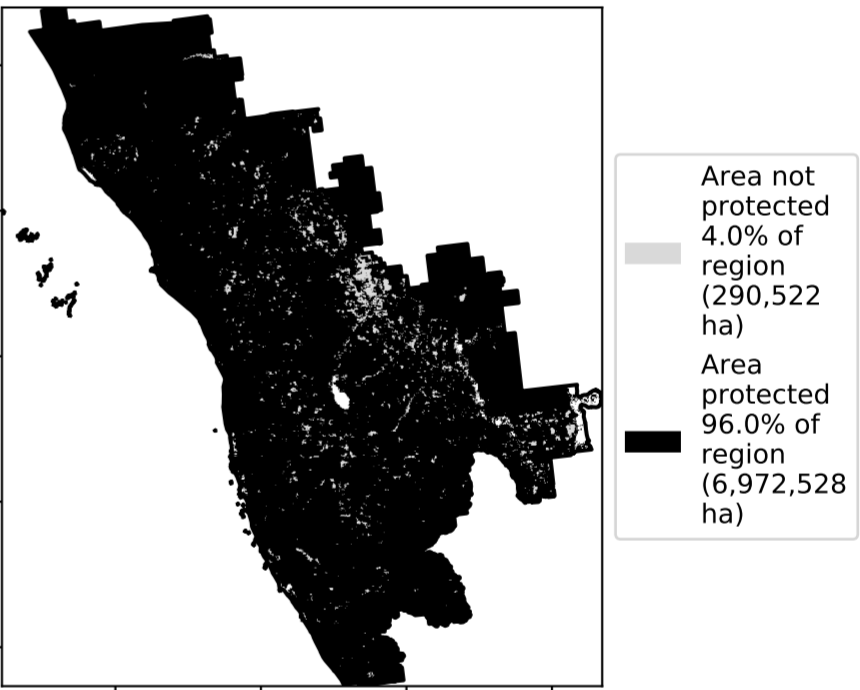 Area not
protected
4.0% of
region
(290,522
ha)
Area
protected
96.0% of
region
(6,972,528
ha)